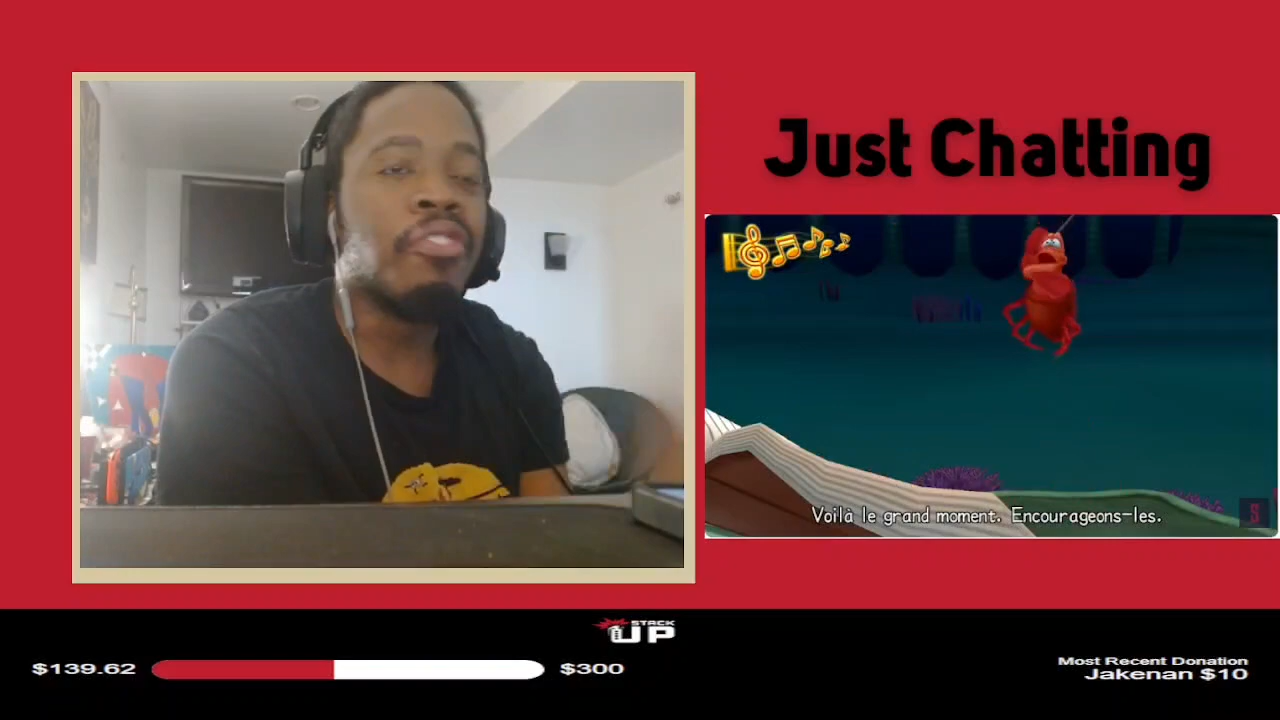 Just Chatting
Voilà le grand moment. Encourageons-les.
S
STACK
UP
$139.62
$300
Most Recent Donation
Jakenan $10